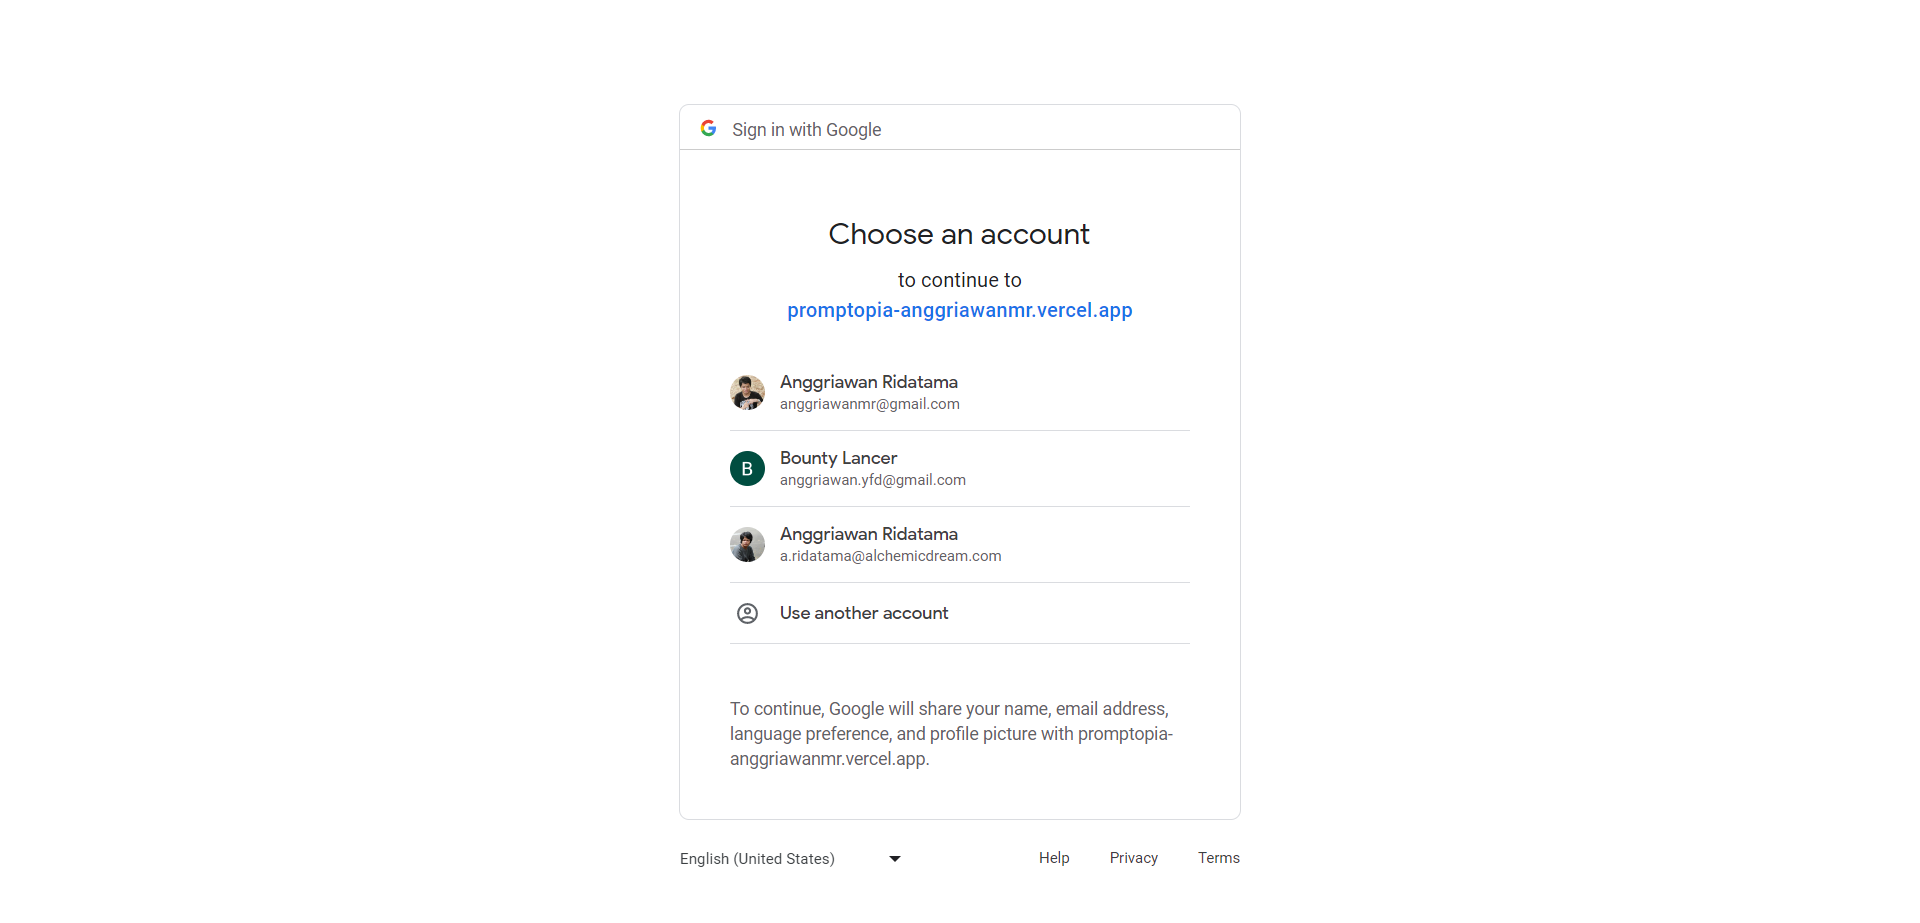 Sign in with Google
Choose an account
to continue to
promptopia-anggriawanmr.vercel.app
Anggriawan Ridatama
anggriawanmr@gmail.com
B
Bounty Lancer
anggriawan.yfd@gmail.com
Anggriawan Ridatama
a.ridatama@alchemicdream.com
Use another account
To continue, Google will share your name, email address,
language preference, and profile picture with promptopia-
anggriawanmr.vercel.app.
English (United States)
Help
Privacy
Terms